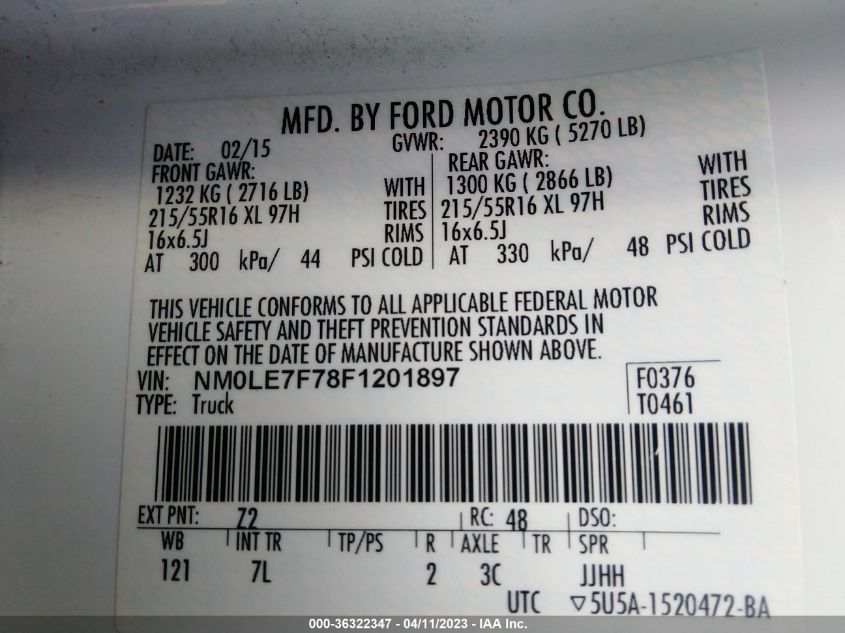 MFD. BY FORD MOTOR CO.
DATE: 02/15 GVWR: 2390 KG ( 5270 LB)
FRONT GAWR: REAR GAWR:
1232 KG ( 2716 LB) WITH 1300 KG ( 2866 LB) WITH
215/55R16 XL 97H TIRES 215/55R16 XL 97H TIRES
16x6.5J RIMS 16x6.5J RIMS
AT 300 kPa/ 44 PSI COLD AT 330 kPa/ 48 PSI COLD
THIS VEHICLE CONFORMS TO ALL APPLICABLE FEDERAL MOTOR
VEHICLE SAFETY AND THEFT PREVENTION STANDARDS IN
EFFECT ON THE DATE OF MANUFACTURE SHOWN ABOVE.
VIN: NM0LE7F78F1201897 F0376
TYPE: Truck T0461
EXT PNT: Z2 RC: 48 DSO:
WB INT TR TP/PS R AXLE TR SPR
121 7L 2 3C JJHH
UTC ▽5U5A-1520472-BA
000-36322347 - 04/11/2023 - IAA Inc.